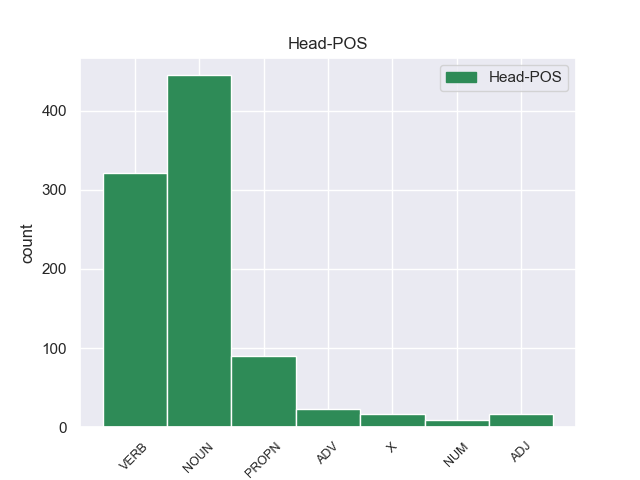 Head-POS
Head-POS
count
400
300
200
100
0
VERB
NOUN
PROPN
ADV
X
NUM
ADJ